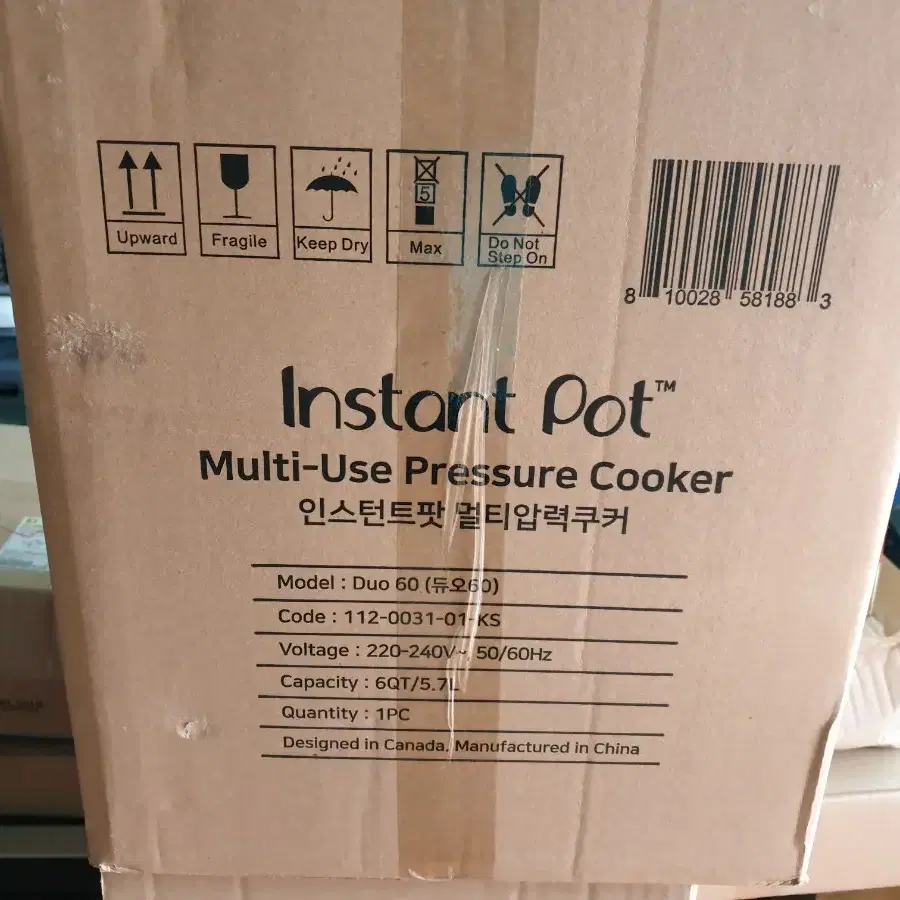 Upward
Fragile
Keep Dry
5
Max
Do Not
Step On
8 10028 58188 3
Instant Pot™
Multi-Use Pressure Cooker
인스턴트팟 멀티압력쿠커
Model : Duo 60 (듀오60)
Code : 112-0031-01-KS
Voltage : 220-240V~ 50/60Hz
Capacity : 6QT/5.7L
Quantity : 1PC
Designed in Canada. Manufactured in China